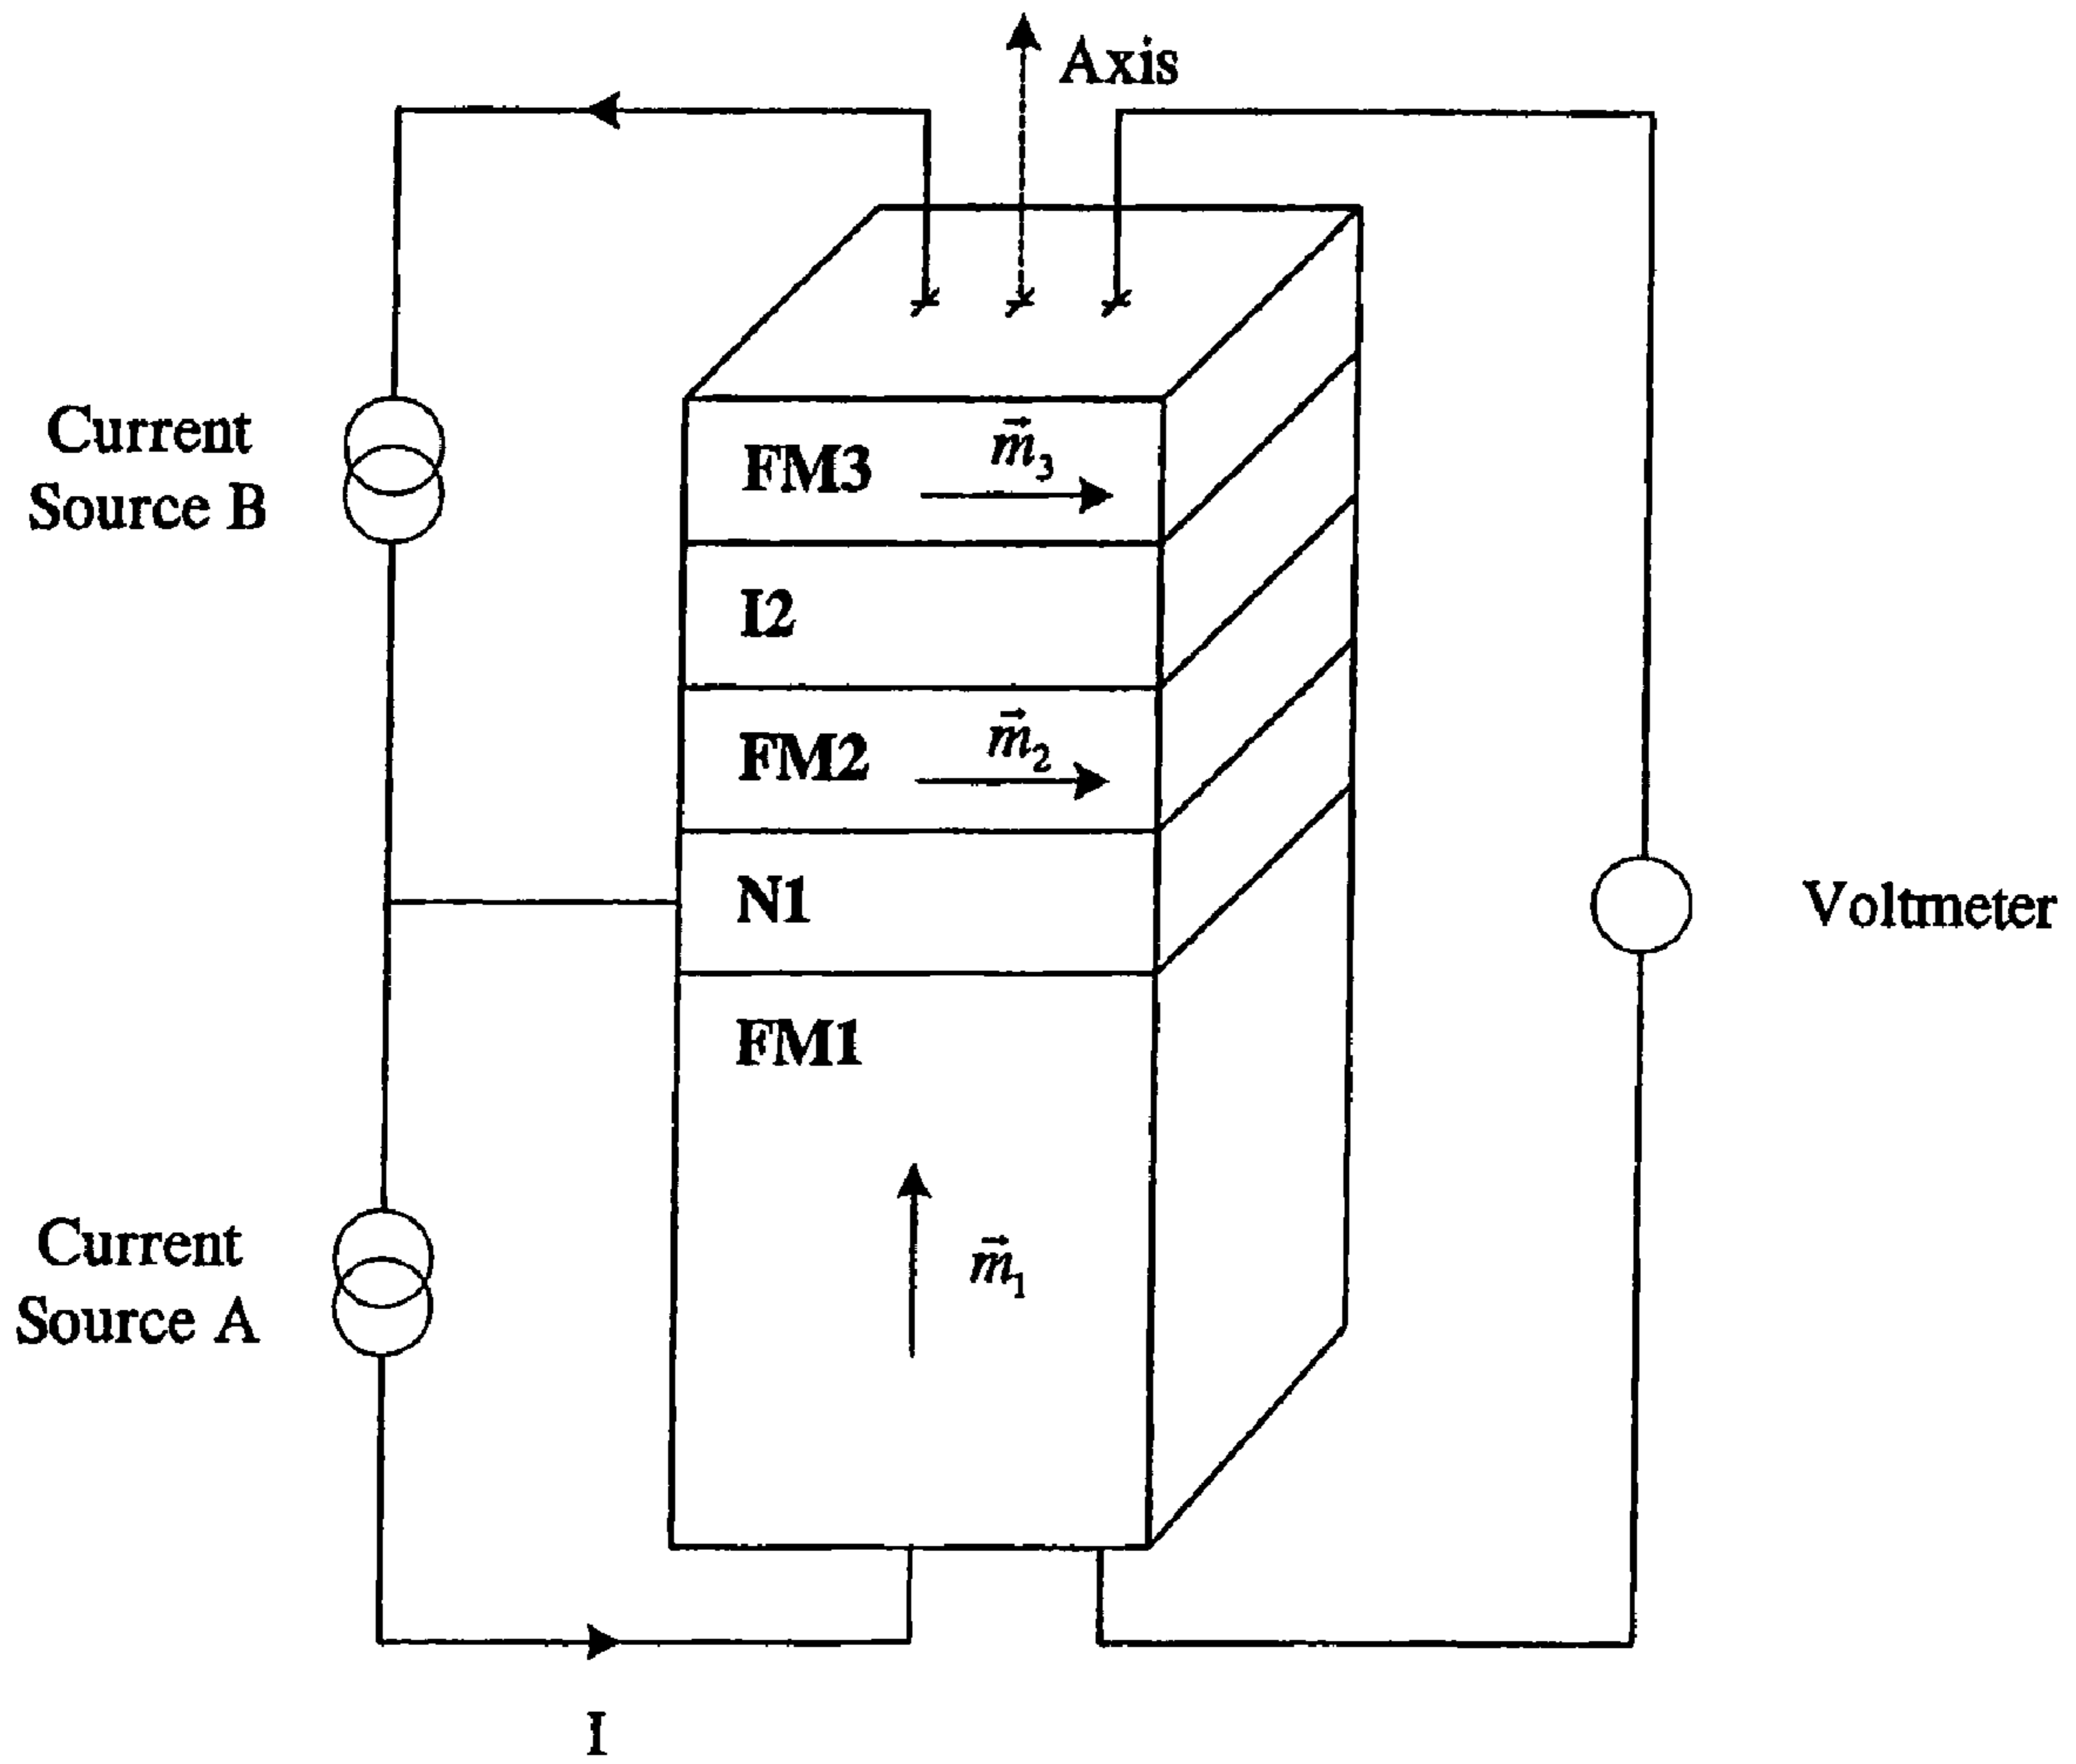 Axis
Current
Source B
FM3
m⃗₃
I2
FM2
m⃗₂
N1
Voltmeter
FM1
Current
Source A
m⃗₁
I